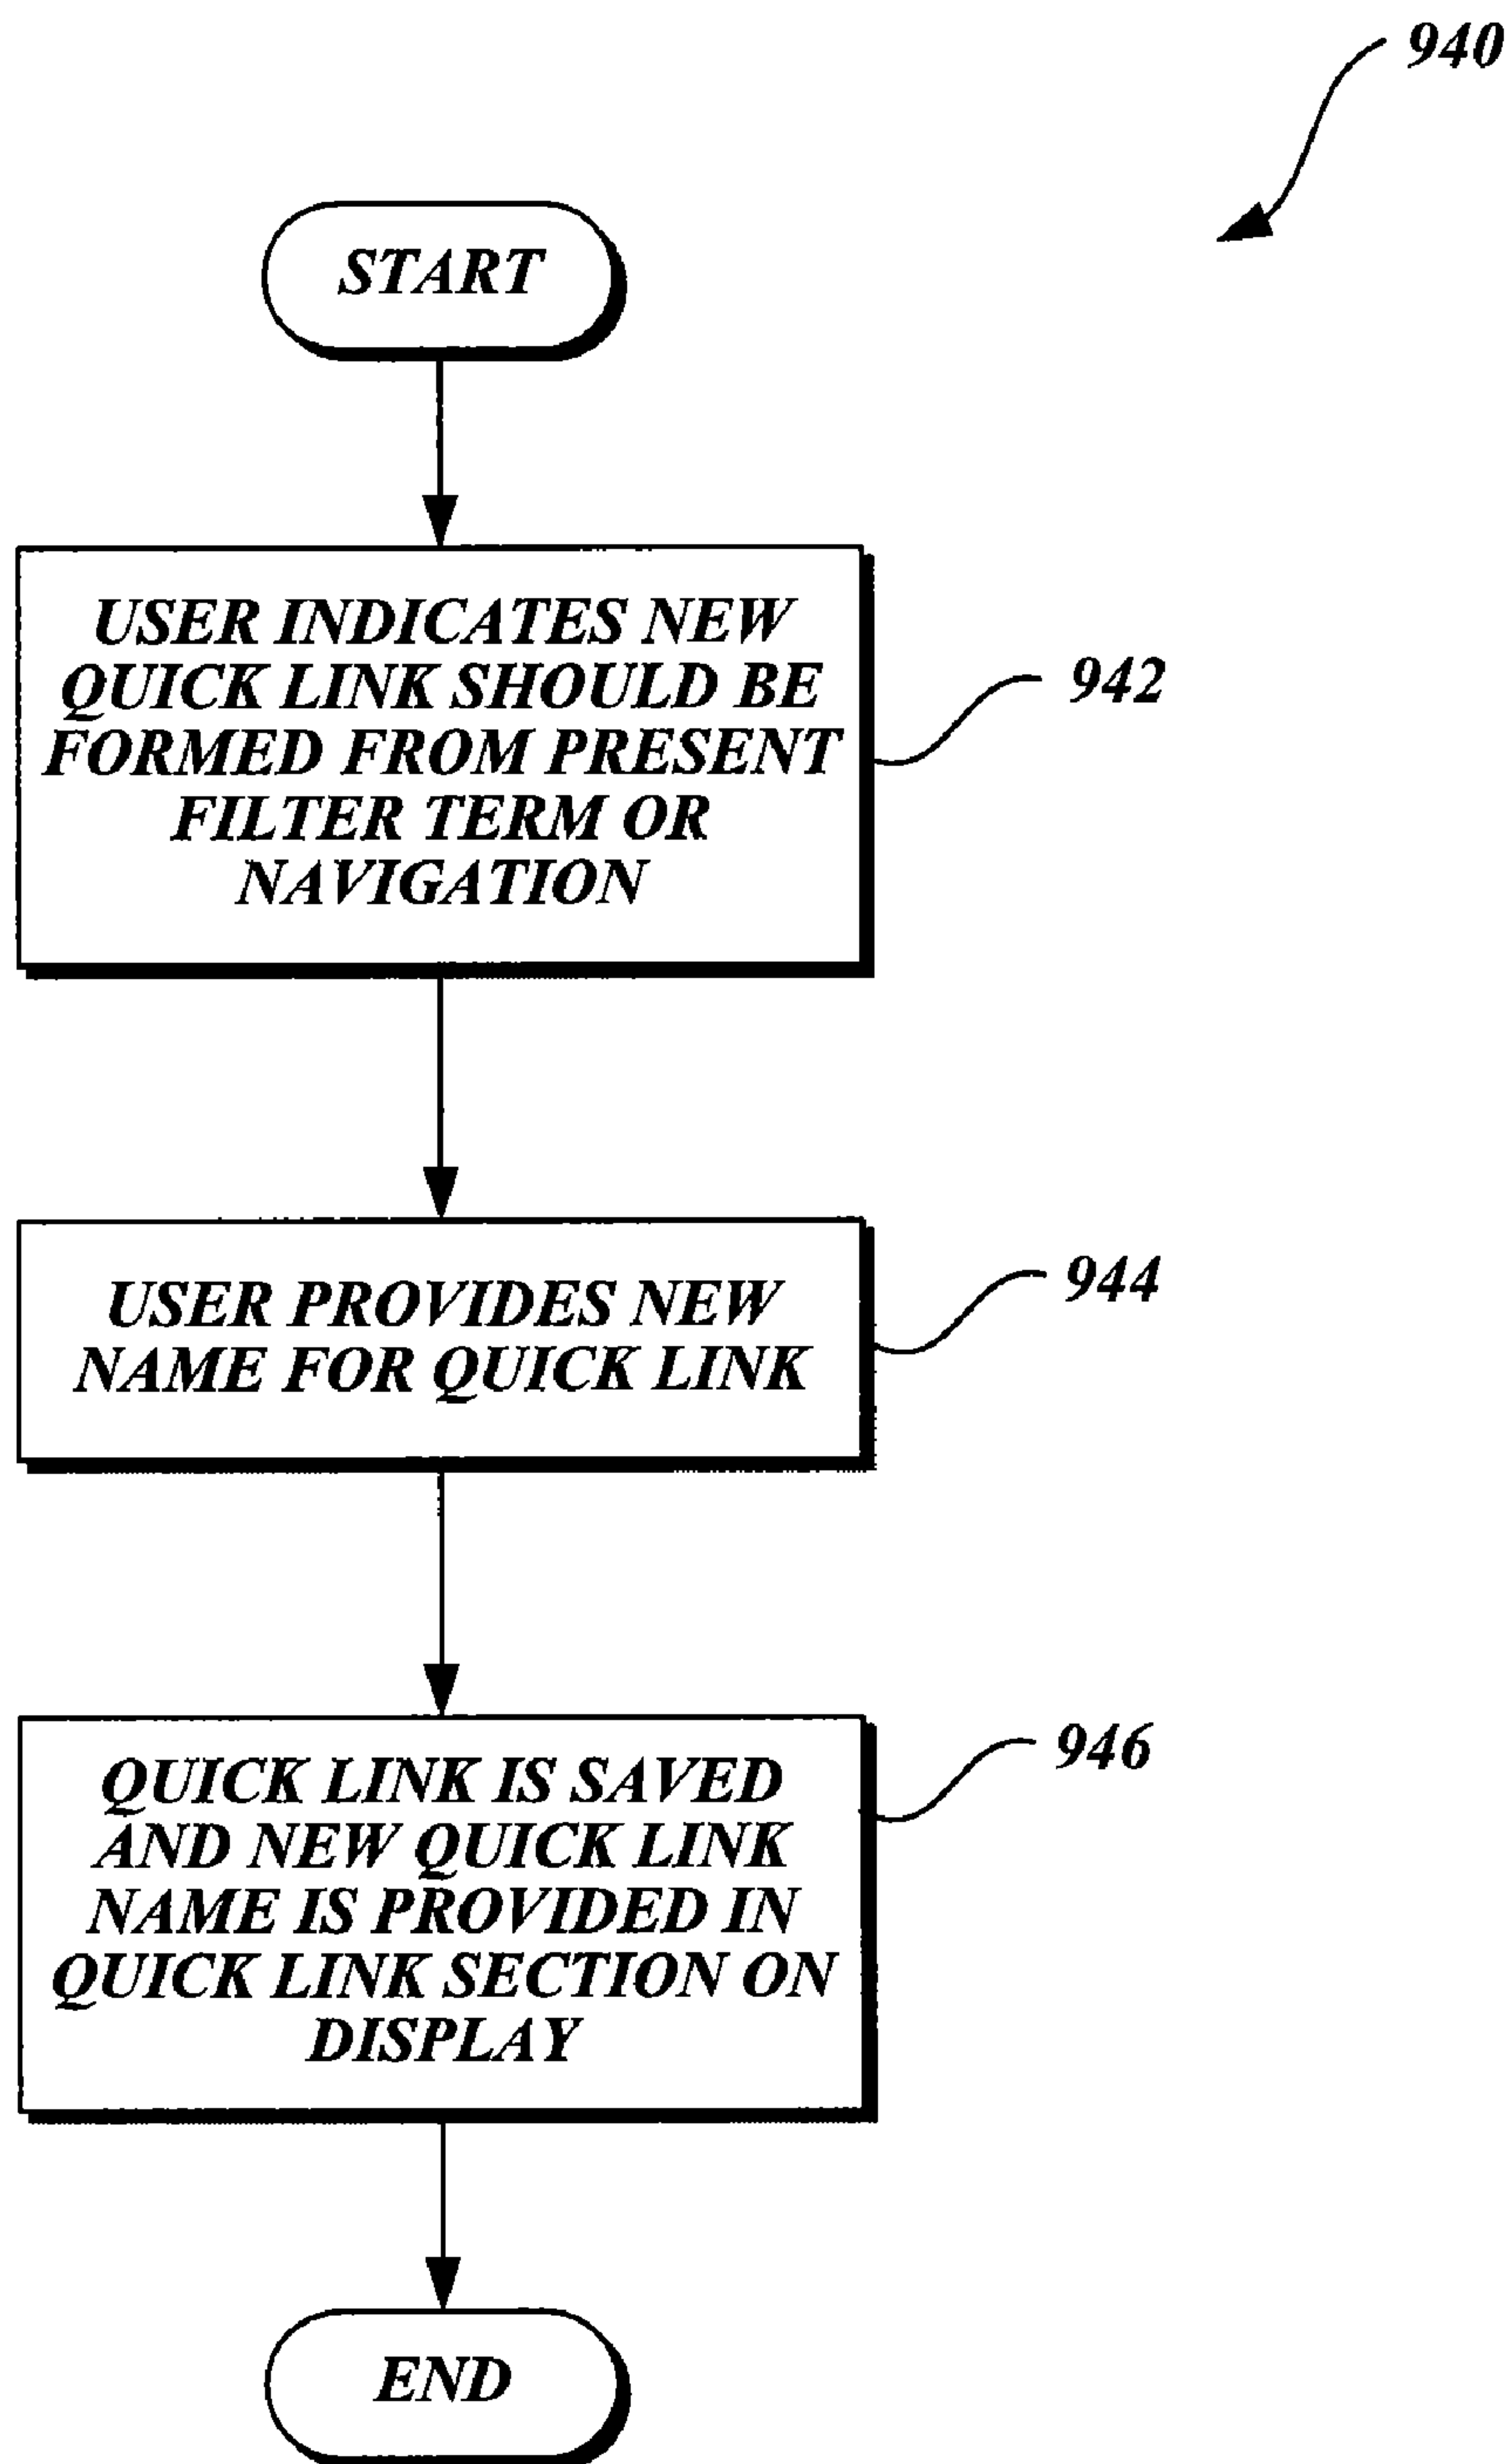 940
START
USER INDICATES NEW
QUICK LINK SHOULD BE
FORMED FROM PRESENT
FILTER TERM OR
NAVIGATION
942
USER PROVIDES NEW
NAME FOR QUICK LINK
944
QUICK LINK IS SAVED
AND NEW QUICK LINK
NAME IS PROVIDED IN
QUICK LINK SECTION ON
DISPLAY
946
END